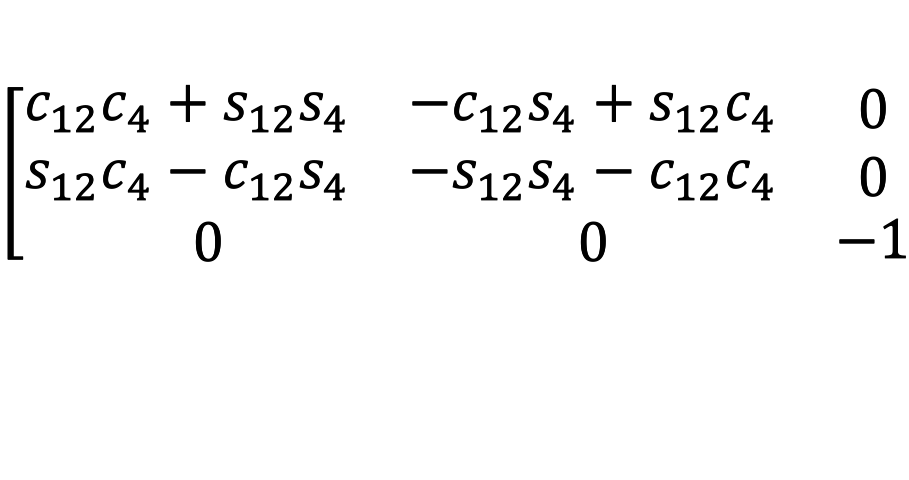 [c₁₂c₄ + s₁₂s₄ −c₁₂s₄ + s₁₂c₄ 0
s₁₂c₄ − c₁₂s₄ −s₁₂s₄ − c₁₂c₄ 0
0 0 −1